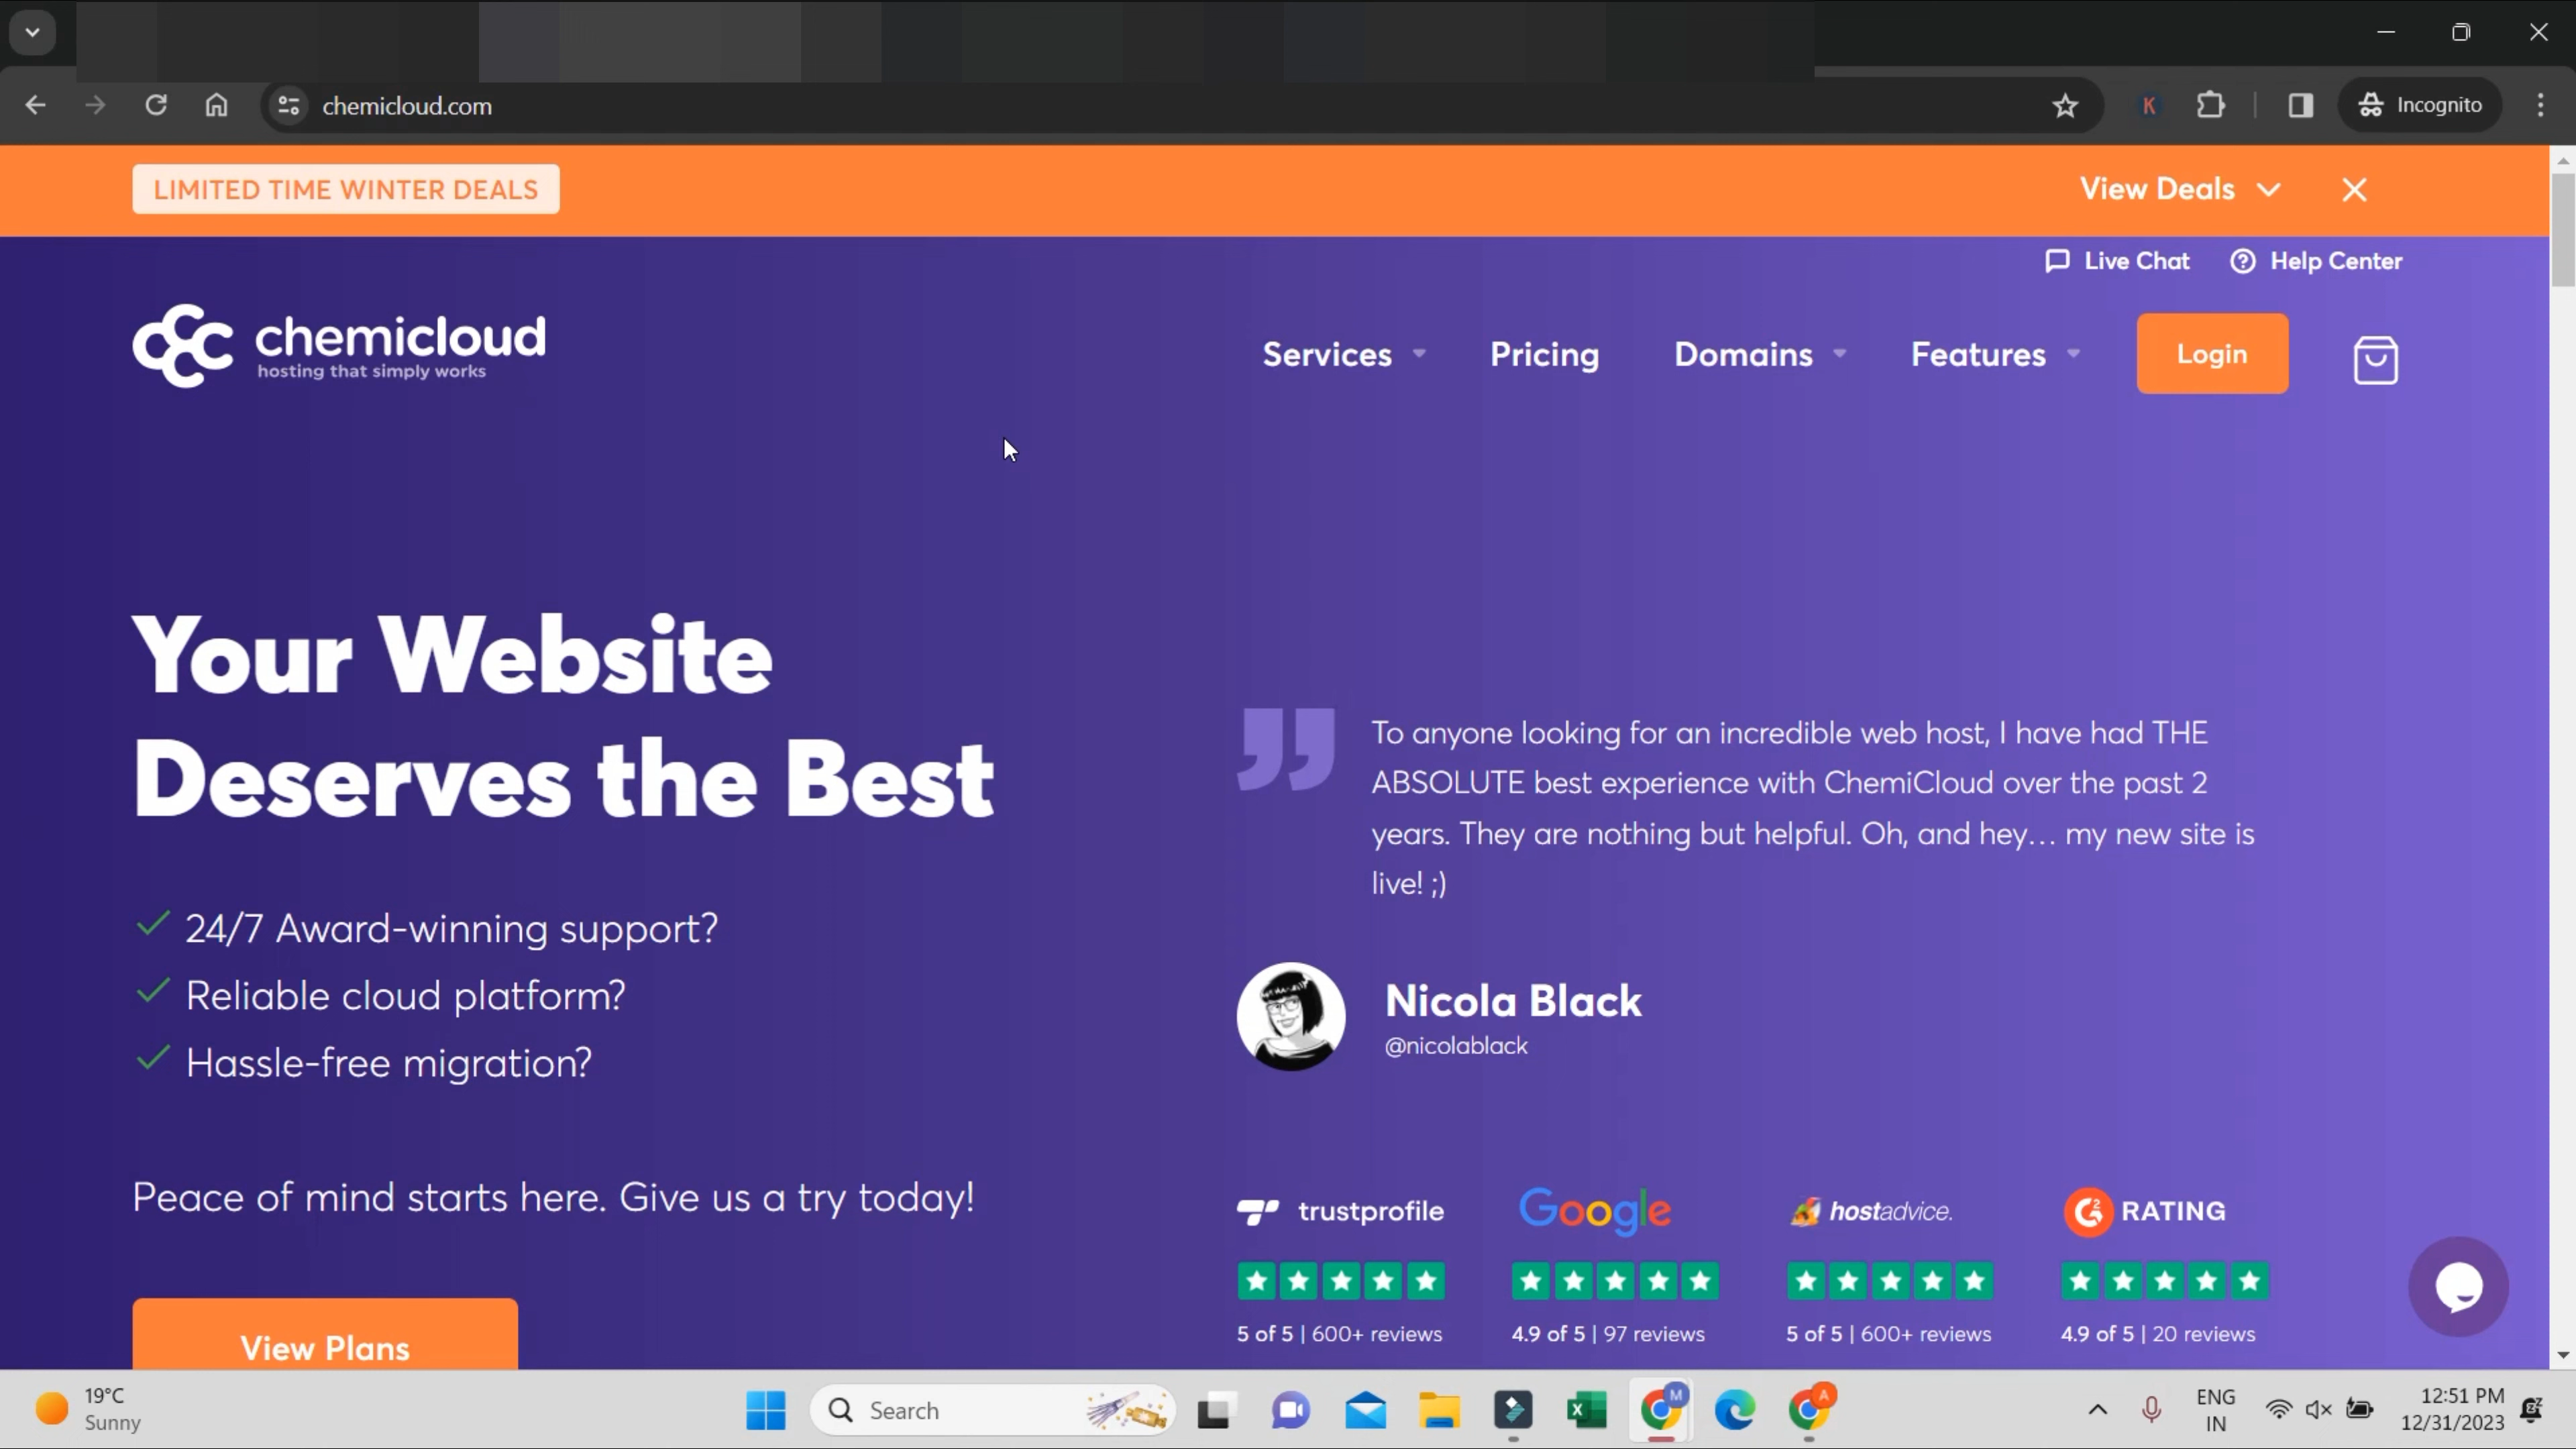 chemicloud.com
K
Incognito
LIMITED TIME WINTER DEALS
View Deals
Live Chat
Help Center
chemicloud
hosting that simply works
Services
Pricing
Domains
Features
Login
Your Website
Deserves the Best
24/7 Award-winning support?
Reliable cloud platform?
Hassle-free migration?
Peace of mind starts here. Give us a try today!
View Plans
To anyone looking for an incredible web host, I have had THE
ABSOLUTE best experience with ChemiCloud over the past 2
years. They are nothing but helpful. Oh, and hey... my new site is
live! ;)
Nicola Black
@nicolablack
trustprofile
5 of 5 | 600+ reviews
Google
4.9 of 5 | 97 reviews
hostadvice.
5 of 5 | 600+ reviews
G2 RATING
4.9 of 5 | 20 reviews
19°C
Sunny
Search
M
A
ENG
IN
12:51 PM
12/31/2023